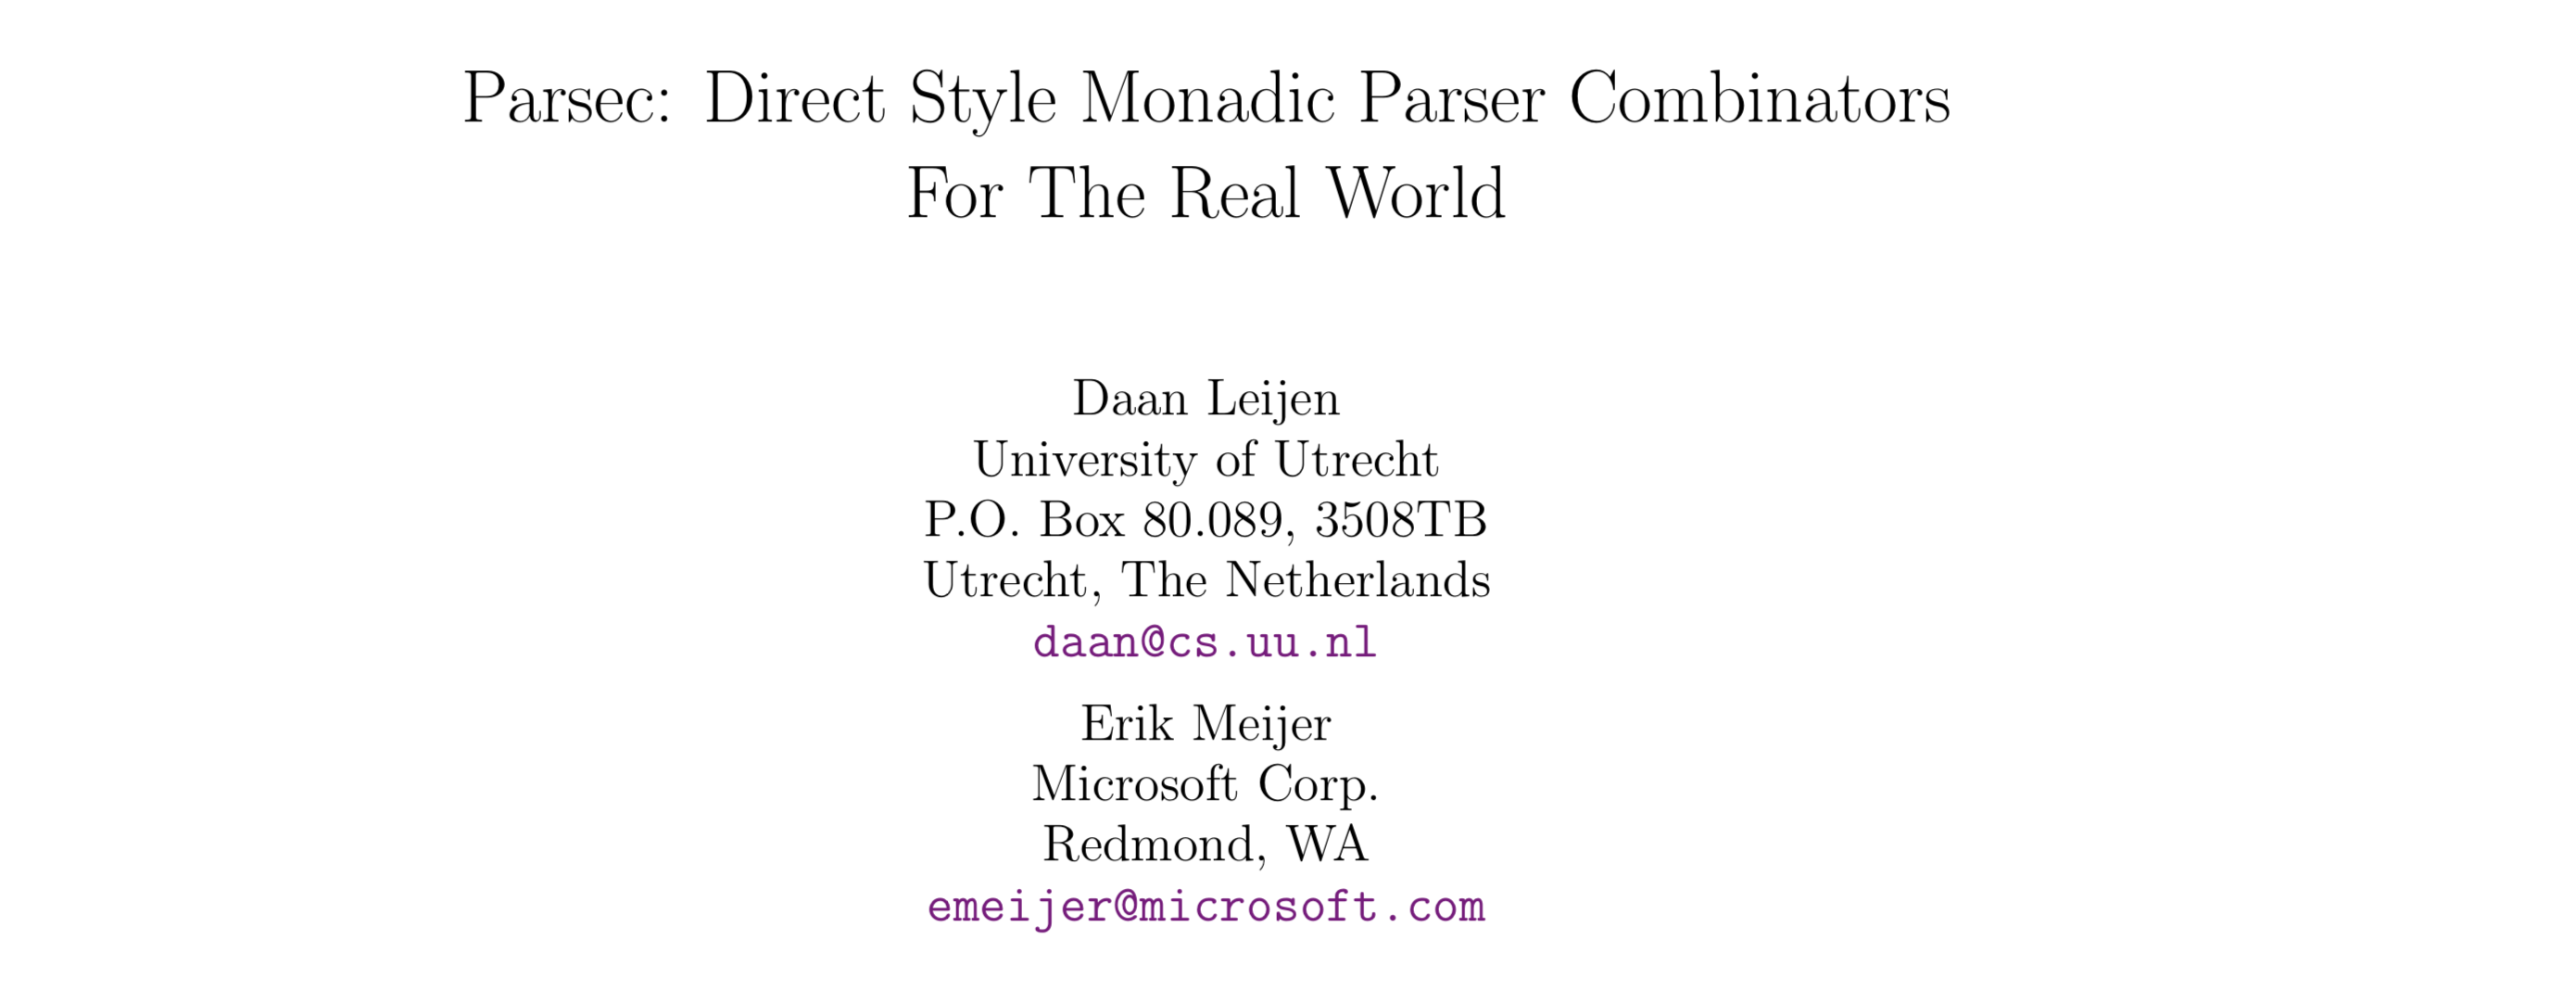 Parsec: Direct Style Monadic Parser Combinators
For The Real World
Daan Leijen
University of Utrecht
P.O. Box 80.089, 3508TB
Utrecht, The Netherlands
daan@cs.uu.nl
Erik Meijer
Microsoft Corp.
Redmond, WA
emeijer@microsoft.com